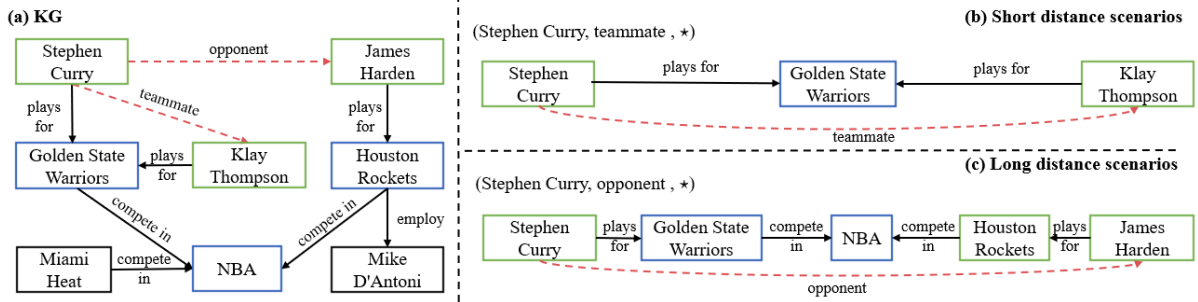 (a) KG
Stephen
Curry
opponent
James
Harden
plays
for
teammate
plays
for
Golden State
Warriors
plays
for
Klay
Thompson
Houston
Rockets
compete in
compete in
employ
Miami
Heat
compete
in
NBA
Mike
D'Antoni
(b) Short distance scenarios
(Stephen Curry, teammate , ⋆)
Stephen
Curry
plays for
Golden State
Warriors
plays for
Klay
Thompson
teammate
(c) Long distance scenarios
(Stephen Curry, opponent , ⋆)
Stephen
Curry
plays
for
Golden State
Warriors
compete
in
NBA
compete
in
Houston
Rockets
plays
for
James
Harden
opponent